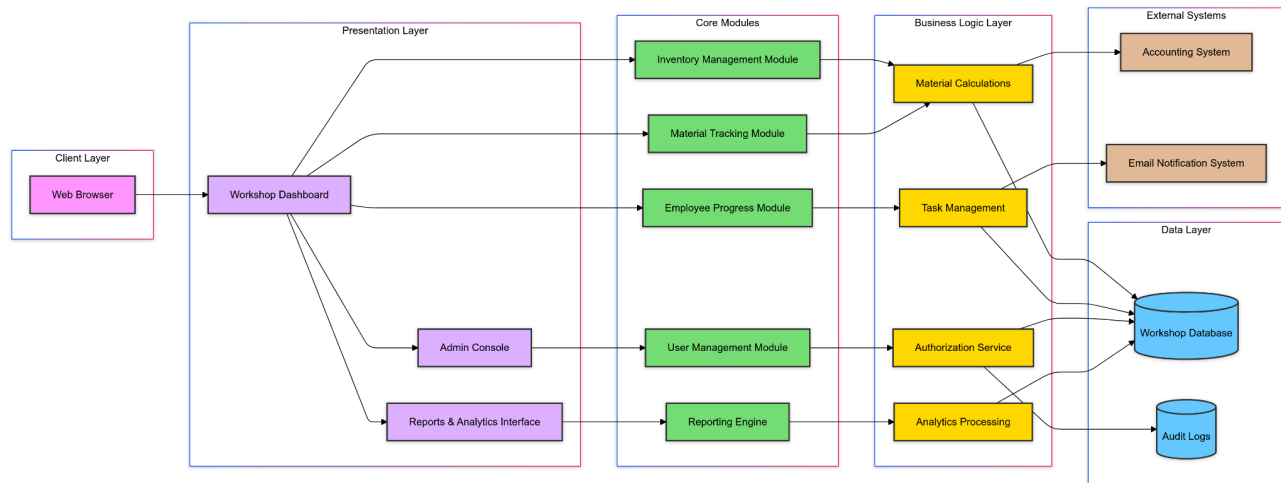 Client Layer
Web Browser
Presentation Layer
Workshop Dashboard
Admin Console
Reports & Analytics Interface
Core Modules
Inventory Management Module
Material Tracking Module
Employee Progress Module
User Management Module
Reporting Engine
Business Logic Layer
Material Calculations
Task Management
Authorization Service
Analytics Processing
External Systems
Accounting System
Email Notification System
Data Layer
Workshop Database
Audit Logs